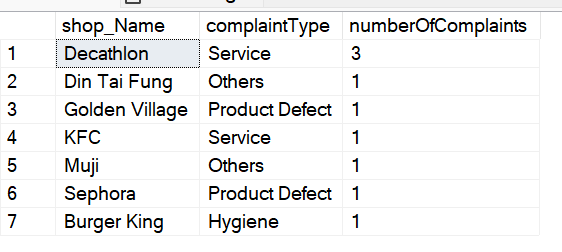 shop_Name complaintType numberOfComplaints
1 Decathlon Service 3
2 Din Tai Fung Others 1
3 Golden Village Product Defect 1
4 KFC Service 1
5 Muji Others 1
6 Sephora Product Defect 1
7 Burger King Hygiene 1